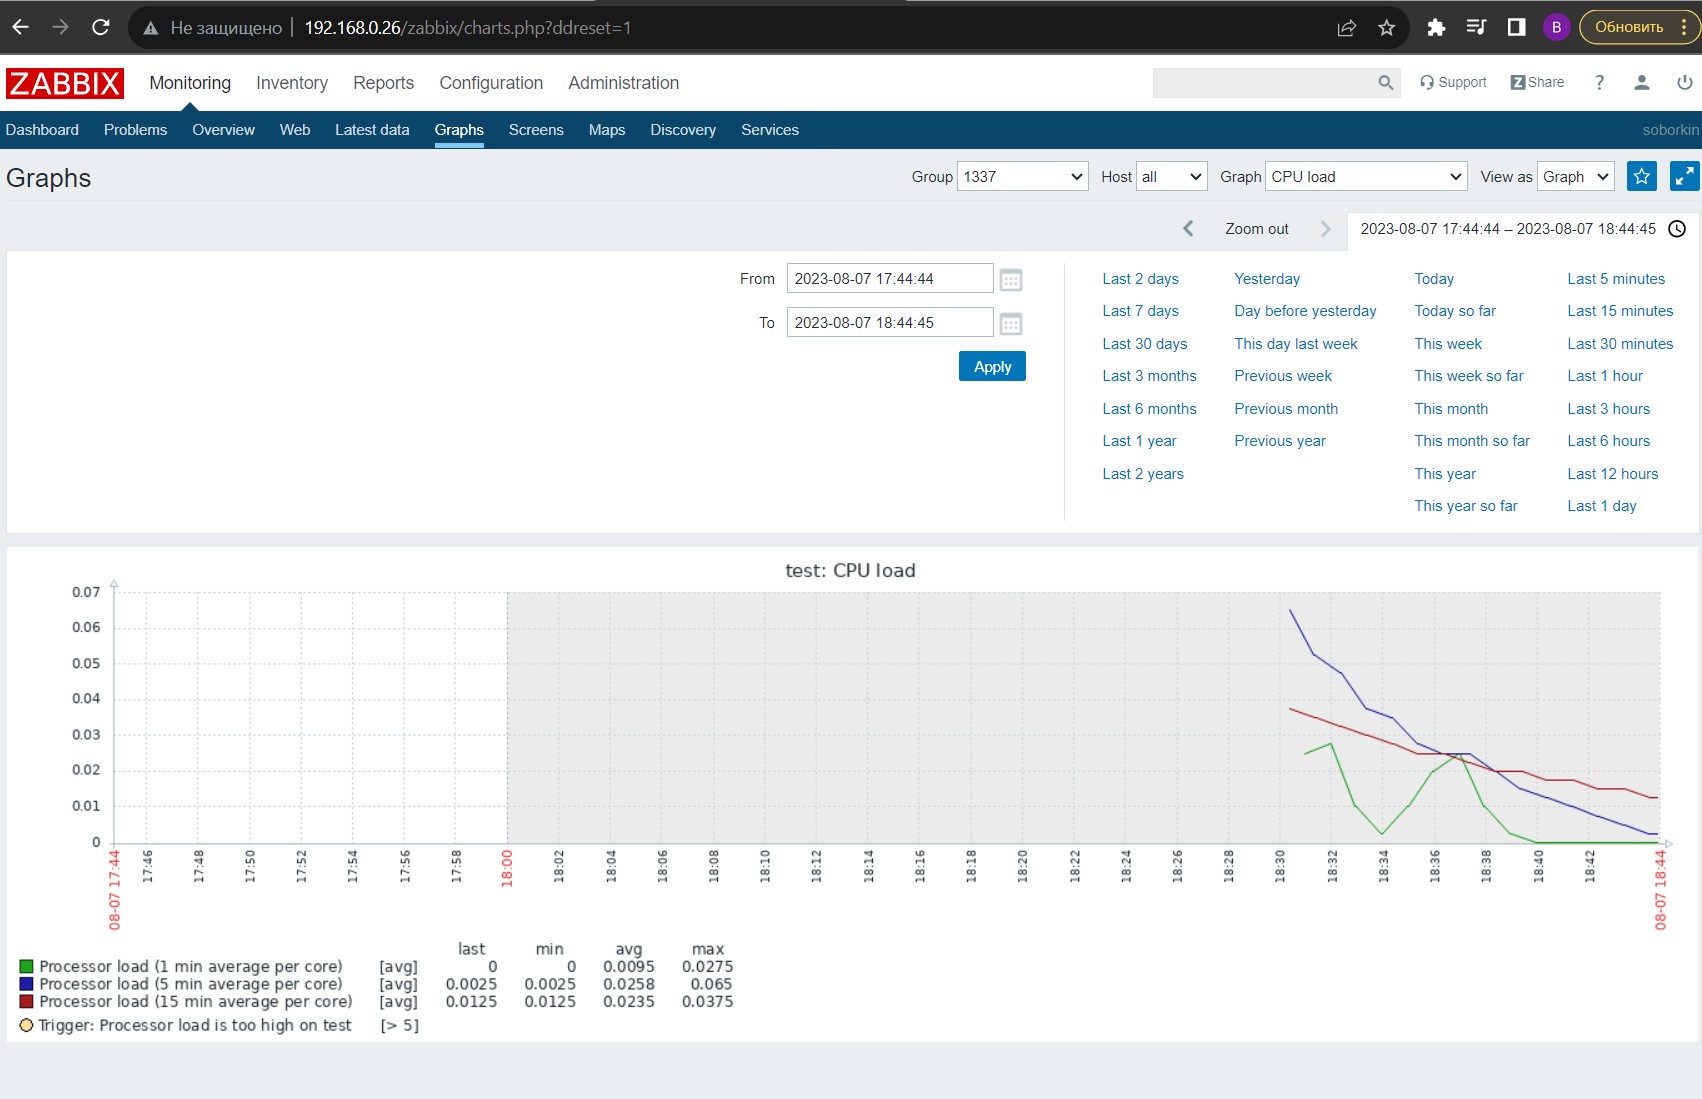 Не защищено 192.168.0.26/zabbix/charts.php?ddreset=1 B Обновить
ZABBIX Monitoring Inventory Reports Configuration Administration Support Z Share ?
Dashboard Problems Overview Web Latest data Graphs Screens Maps Discovery Services soborkin
Graphs Group 1337 Host all Graph CPU load View as Graph
Zoom out 2023-08-07 17:44:44 – 2023-08-07 18:44:45
From 2023-08-07 17:44:44 Last 2 days Yesterday Today Last 5 minutes
Last 7 days Day before yesterday Today so far Last 15 minutes
To 2023-08-07 18:44:45
Last 30 days This day last week This week Last 30 minutes
Apply
Last 3 months Previous week This week so far Last 1 hour
Last 6 months Previous month This month Last 3 hours
Last 1 year Previous year This month so far Last 6 hours
Last 2 years This year Last 12 hours
This year so far Last 1 day
test: CPU load
0.07
0.06
0.05
0.04
0.03
0.02
0.01
0
08-07 17:44 17:46 17:48 17:50 17:52 17:54 17:56 17:58 18:00 18:02 18:04 18:06 18:08 18:10 18:12 18:14 18:16 18:18 18:20 18:22 18:24 18:26 18:28 18:30 18:32 18:34 18:36 18:38 18:40 18:42 08-07 18:44
last min avg max
Processor load (1 min average per core) [avg] 0 0 0.0095 0.0275
Processor load (5 min average per core) [avg] 0.0025 0.0025 0.0258 0.065
Processor load (15 min average per core) [avg] 0.0125 0.0125 0.0235 0.0375
Trigger: Processor load is too high on test [> 5]